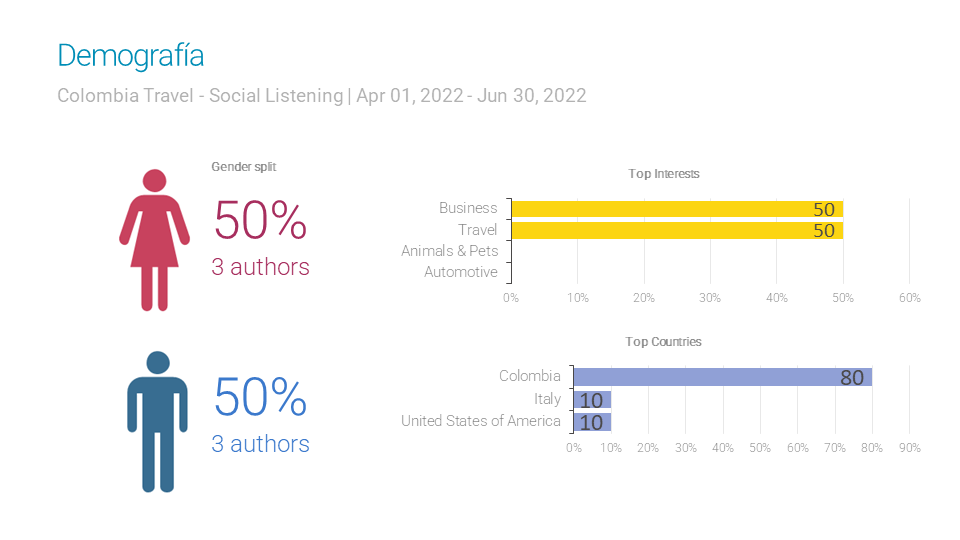 Demografía
Colombia Travel - Social Listening | Apr 01, 2022 - Jun 30, 2022
Gender split
50%
3 authors
50%
3 authors
Top Interests
Business 50
Travel 50
Animals & Pets
Automotive
0% 10% 20% 30% 40% 50% 60%
Top Countries
Colombia 80
Italy 10
United States of America 10
0% 10% 20% 30% 40% 50% 60% 70% 80% 90%